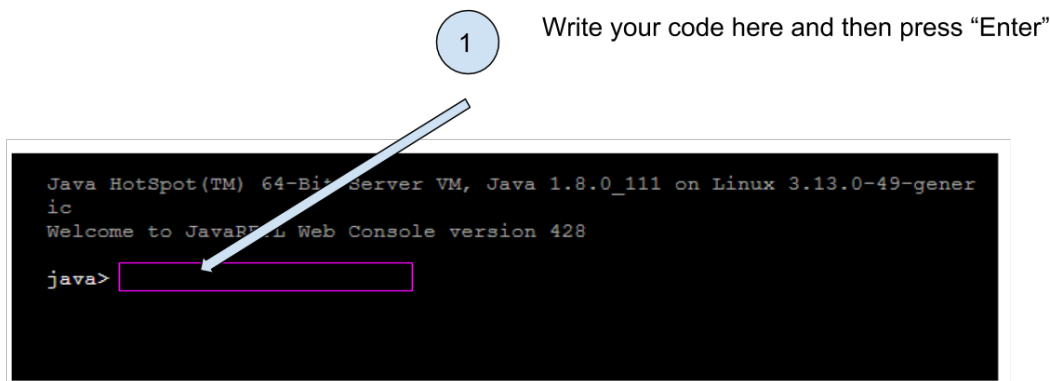 1
Write your code here and then press “Enter”
Java HotSpot(TM) 64-Bit Server VM, Java 1.8.0_111 on Linux 3.13.0-49-gener
ic
Welcome to JavaREPL Web Console version 428
java>